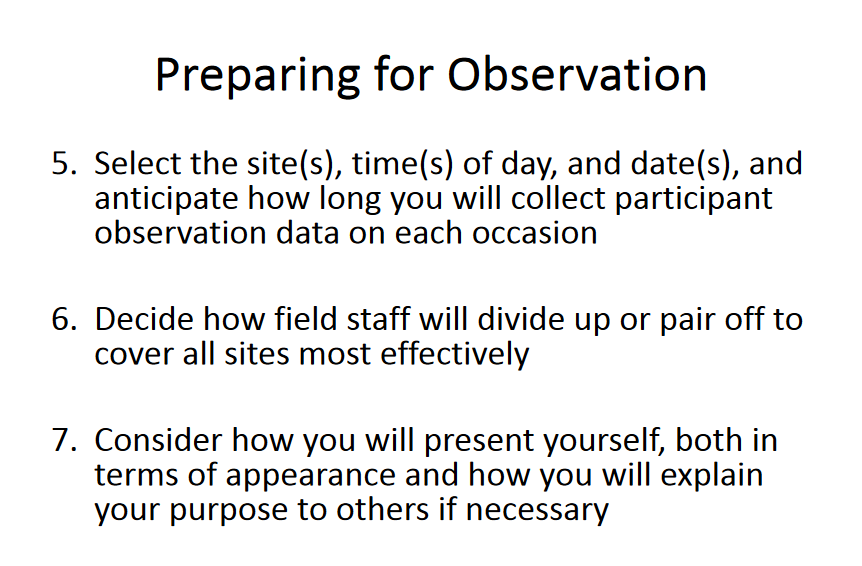 Preparing for Observation
5. Select the site(s), time(s) of day, and date(s), and
anticipate how long you will collect participant
observation data on each occasion
6. Decide how field staff will divide up or pair off to
cover all sites most effectively
7. Consider how you will present yourself, both in
terms of appearance and how you will explain
your purpose to others if necessary